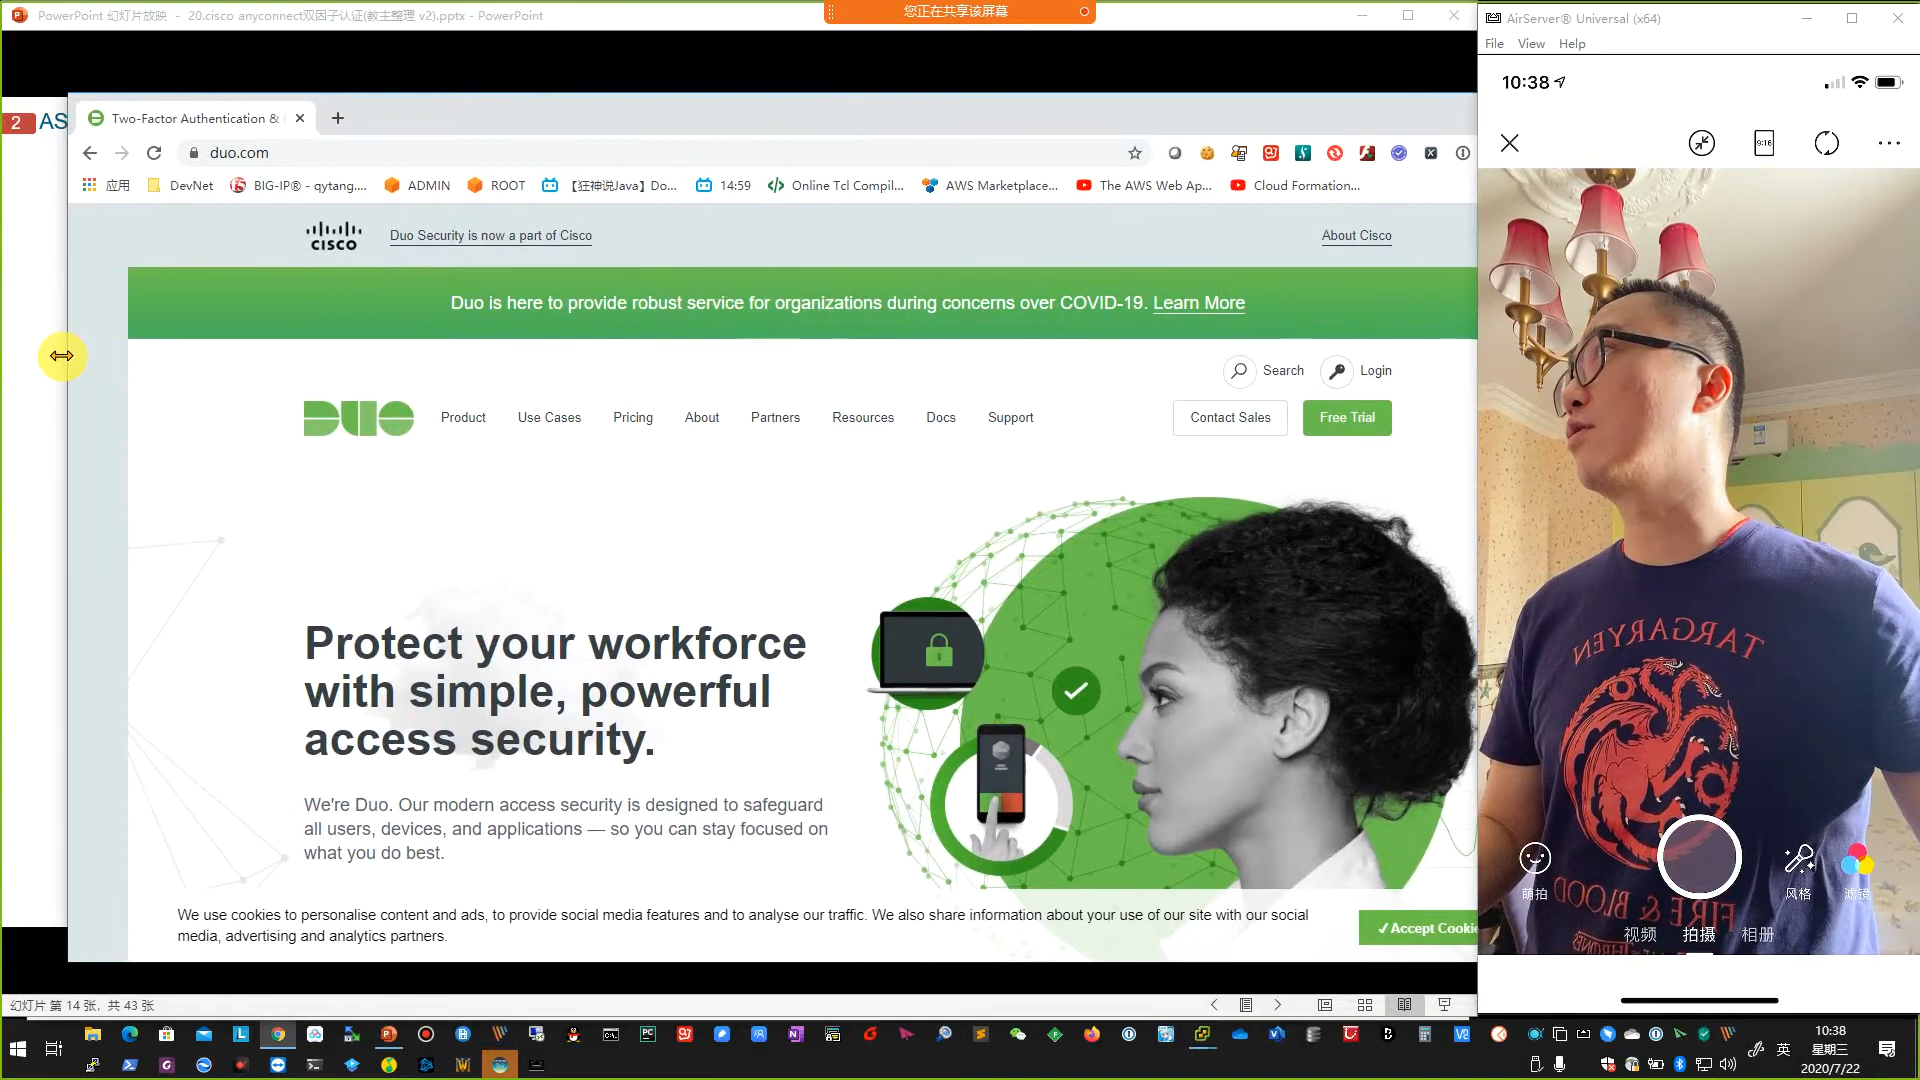 PowerPoint 幻灯片放映 - 20.cisco anyconnect双因子认证(教主整理 v2).pptx - PowerPoint
您正在共享该屏幕
AirServer® Universal (x64)
File View Help
10:38
9:16
2 AS
Two-Factor Authentication &
duo.com
应用 DevNet BIG-IP® - qytang.... ADMIN ROOT 【狂神说Java】Do... 14:59 Online Tcl Compil... AWS Marketplace... The AWS Web Ap... Cloud Formation...
CISCO Duo Security is now a part of Cisco About Cisco
Duo is here to provide robust service for organizations during concerns over COVID-19. Learn More
Search Login
DUO Product Use Cases Pricing About Partners Resources Docs Support Contact Sales Free Trial
Protect your workforce
with simple, powerful
access security.
We're Duo. Our modern access security is designed to safeguard
all users, devices, and applications — so you can stay focused on
what you do best.
We use cookies to personalise content and ads, to provide social media features and to analyse our traffic. We also share information about your use of our site with our social
media, advertising and analytics partners.
✓Accept Cookie
TARGARYEN
FIRE & BLOOD
萌拍 风格 滤镜
视频 拍摄 相册
幻灯片 第 14 张，共 43 张
英
10:38
星期三
2020/7/22